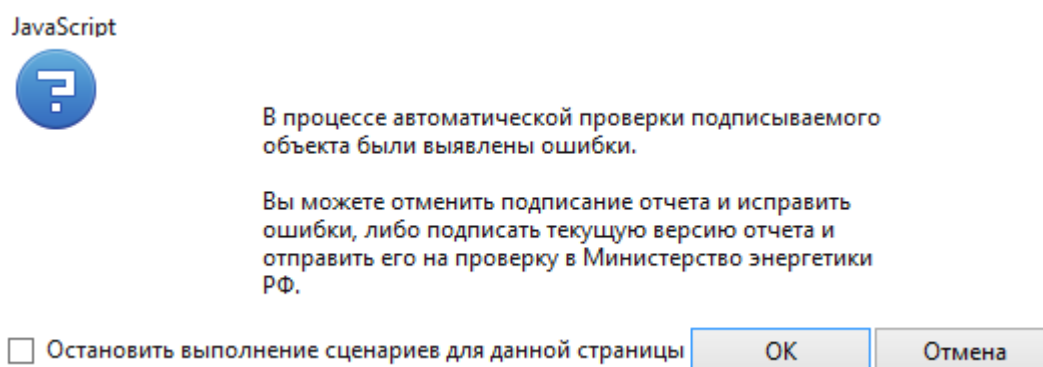 JavaScript
В процессе автоматической проверки подписываемого
объекта были выявлены ошибки.
Вы можете отменить подписание отчета и исправить
ошибки, либо подписать текущую версию отчета и
отправить его на проверку в Министерство энергетики
РФ.
Остановить выполнение сценариев для данной страницы
ОК
Отмена